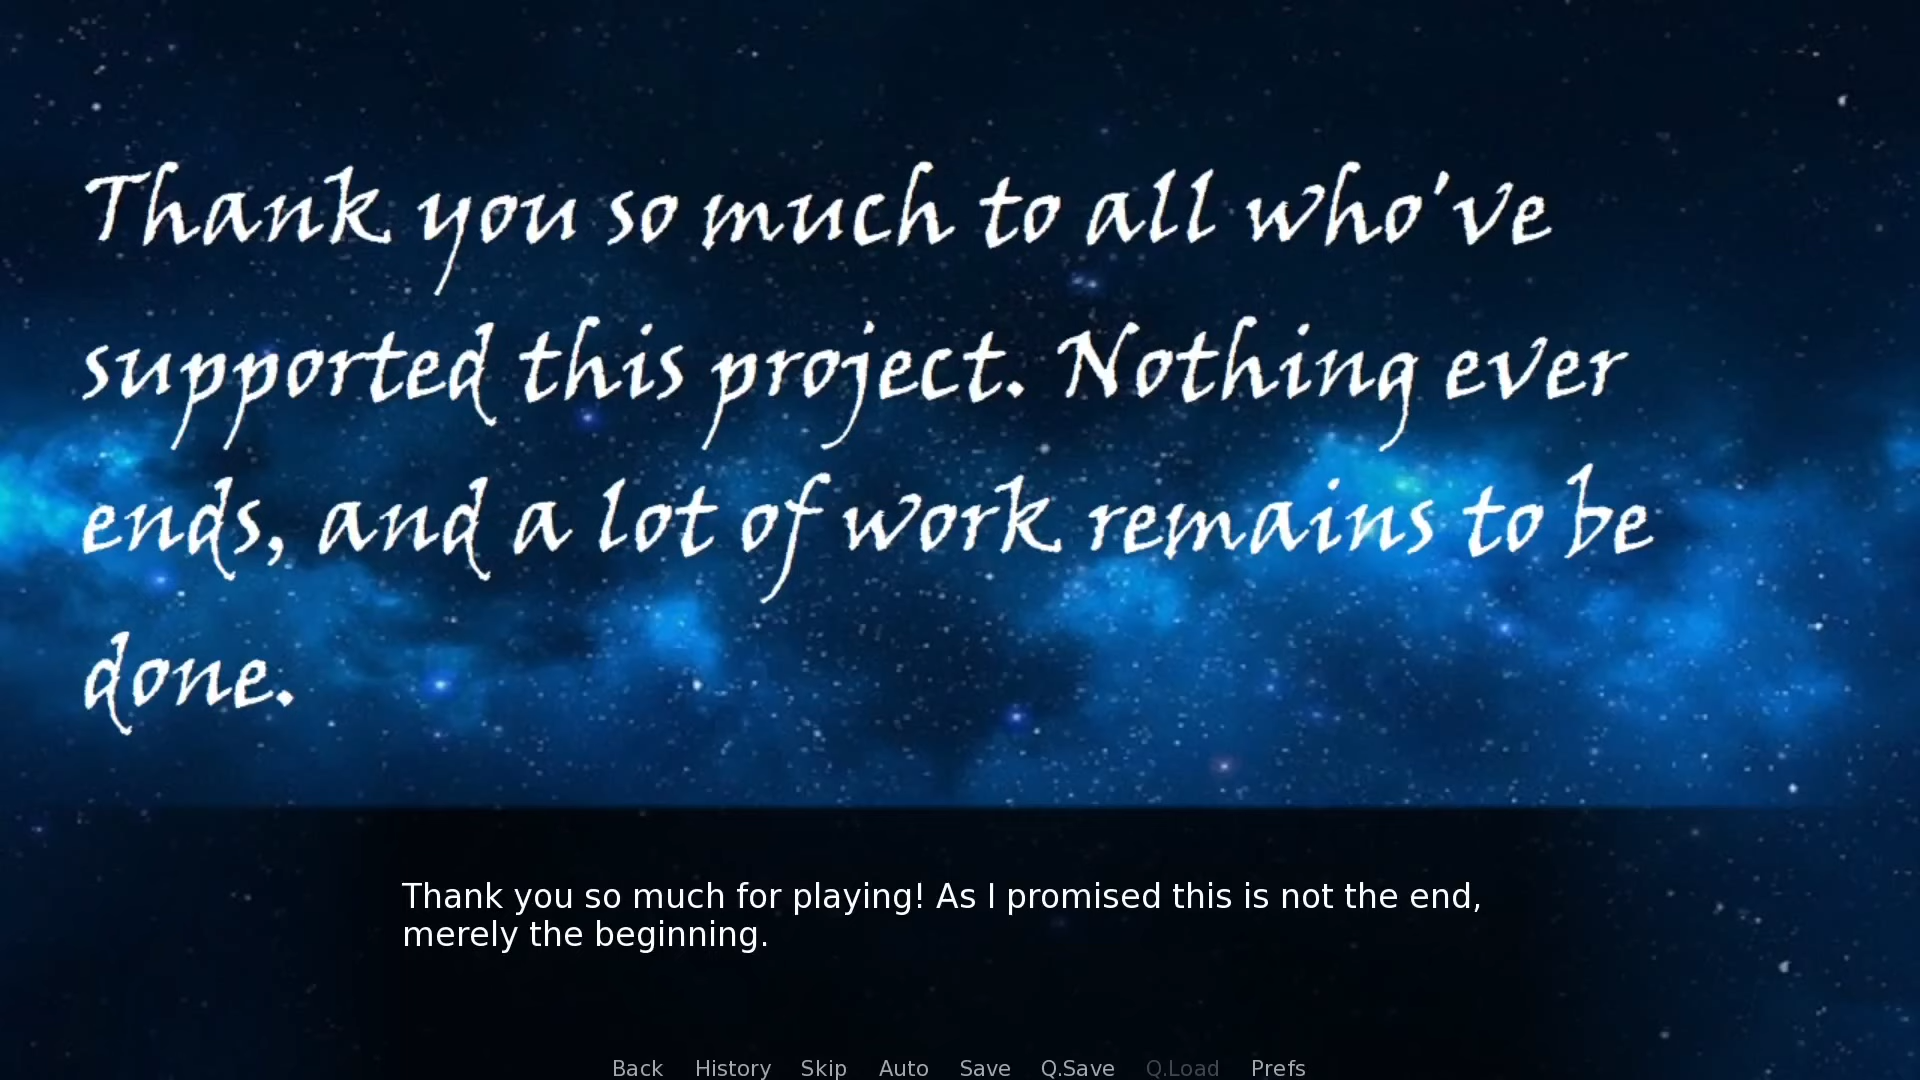 Thank you so much to all who've
supported this project. Nothing ever
ends, and a lot of work remains to be
done.
Thank you so much for playing! As I promised this is not the end,
merely the beginning.
Back History Skip Auto Save Q.Save Q.Load Prefs